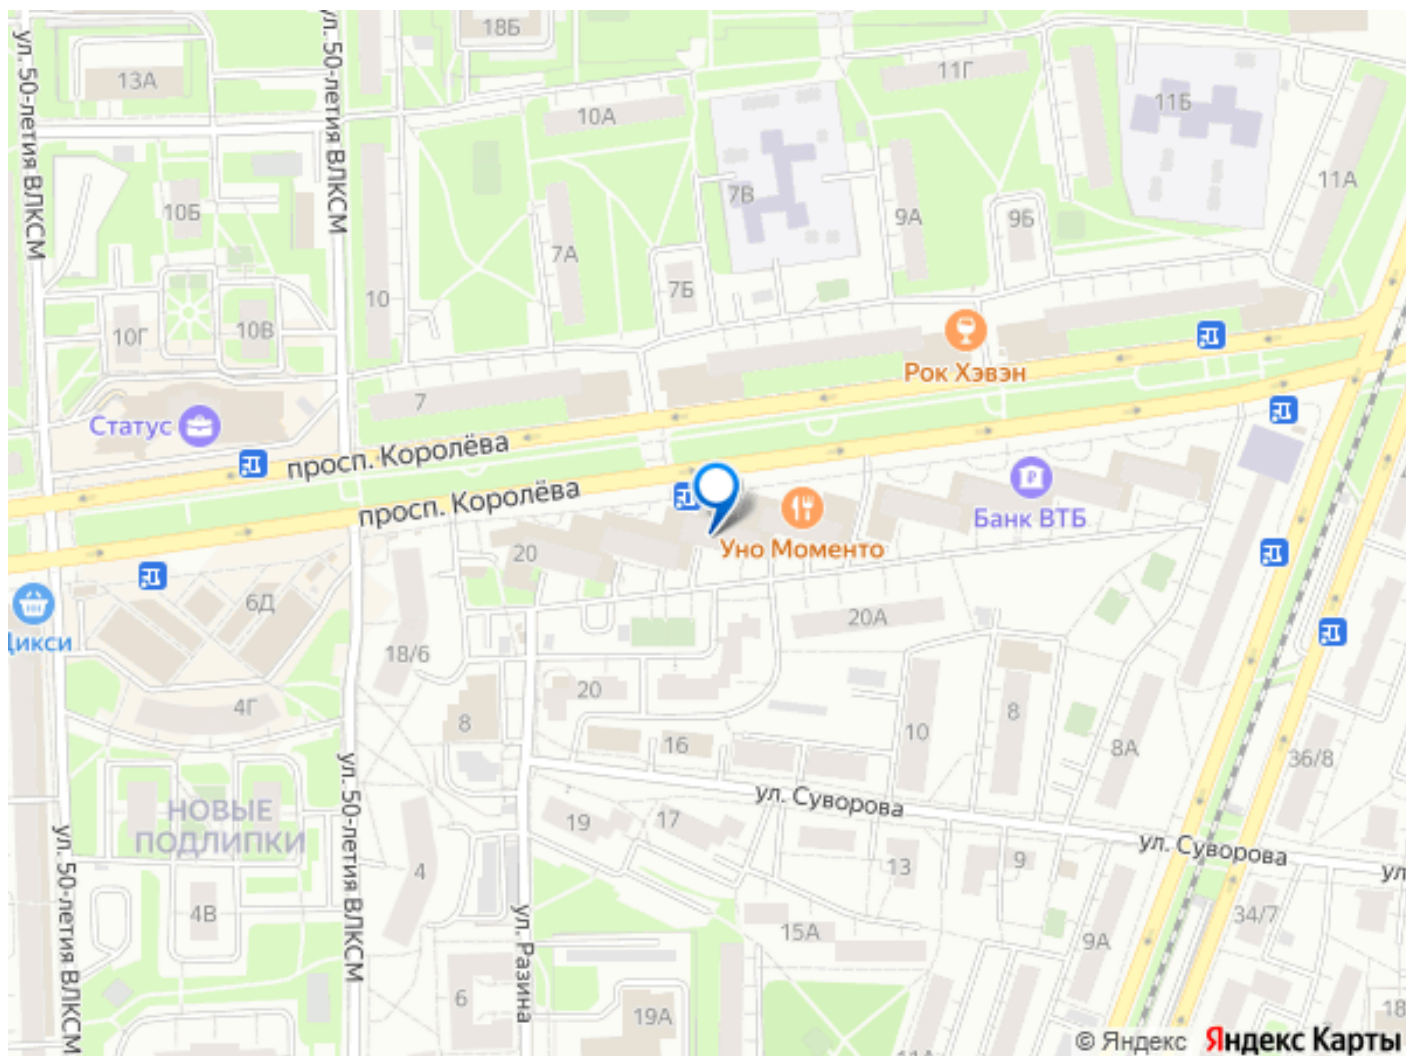 18Б
13А
11Г
10А
11Б
ул. 50-летия ВЛКСМ
ул. 50-летия ВЛКСМ
7В
11А
10Б
9А
9Б
7А
7Б
10
10Г
10В
Рок Хэвэн
7
Статус
просп. Королёва
просп. Королёва
Банк ВТБ
20
Уно Моменто
6Д
20А
Дикси
18/6
20
4Г
8
16
10
8
8А
36/8
ул. 50-летия ВЛКСМ
ул. Суворова
НОВЫЕ
ПОДЛИПКИ
19
17
ул. Суворова
ул. 50-летия ВЛКСМ
13
9
4
4В
34/7
ул. Разина
15А
9А
6
19А
18
11А
© Яндекс Яндекс Карты